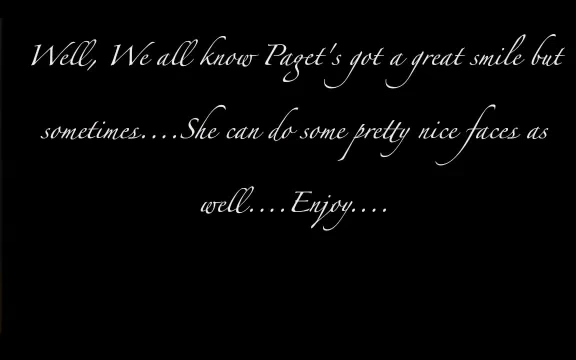 Well, We all know Paget's got a great smile but
sometimes....She can do some pretty nice faces as
well....Enjoy....